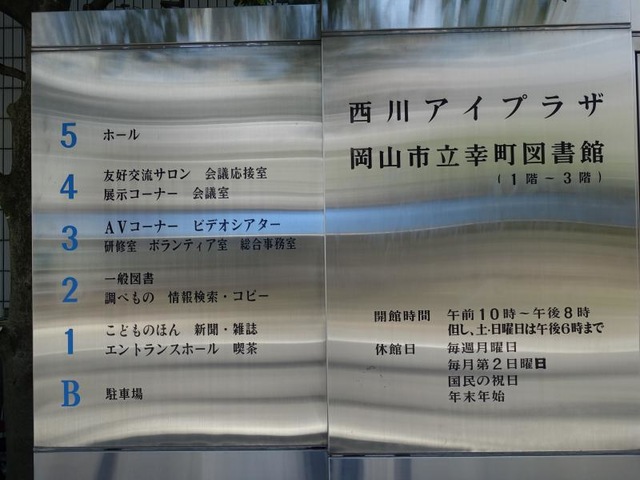 5 ホール
4 友好交流サロン 会議応接室
展示コーナー 会議室
3 AVコーナー ビデオシアター
研修室 ボランティア室 総合事務室
2 一般図書
調べもの 情報検索・コピー
1 こどものほん 新聞・雑誌
エントランスホール 喫茶
B 駐車場
西川アイプラザ
岡山市立幸町図書館
(1階~3階)
開館時間 午前10時~午後8時
但し、土・日曜日は午後6時まで
休館日 毎週月曜日
毎月第2日曜日
国民の祝日
年末年始